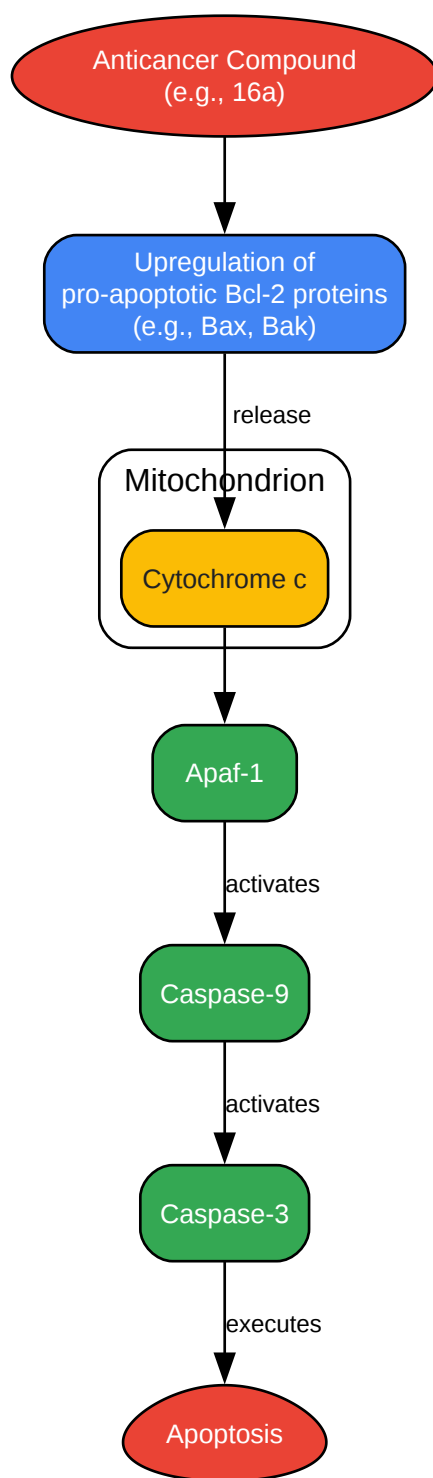 Anticancer Compound
(e.g., 16a)
Upregulation of
pro-apoptotic Bcl-2 proteins
(e.g., Bax, Bak)
release
Mitochondrion
Cytochrome c
Apaf-1
activates
Caspase-9
activates
Caspase-3
executes
Apoptosis